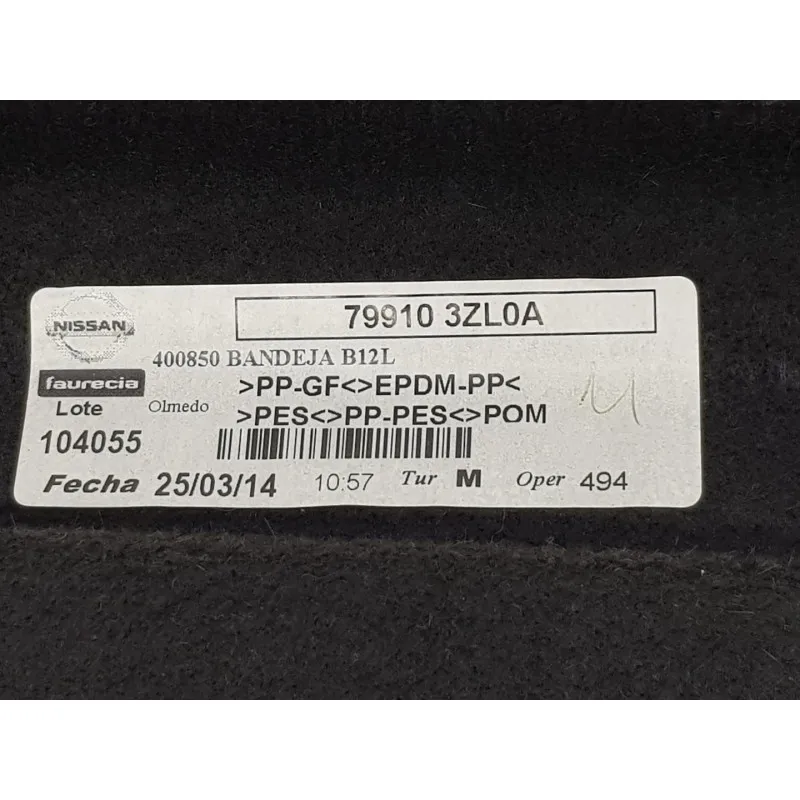 79910 3ZL0A
NISSAN
400850 BANDEJA B12L
faurecia
>PP-GF<>EPDM-PP<
Lote
Olmedo
>PES<>PP-PES<>POM
104055
Fecha 25/03/14 10:57 Tur M Oper 494